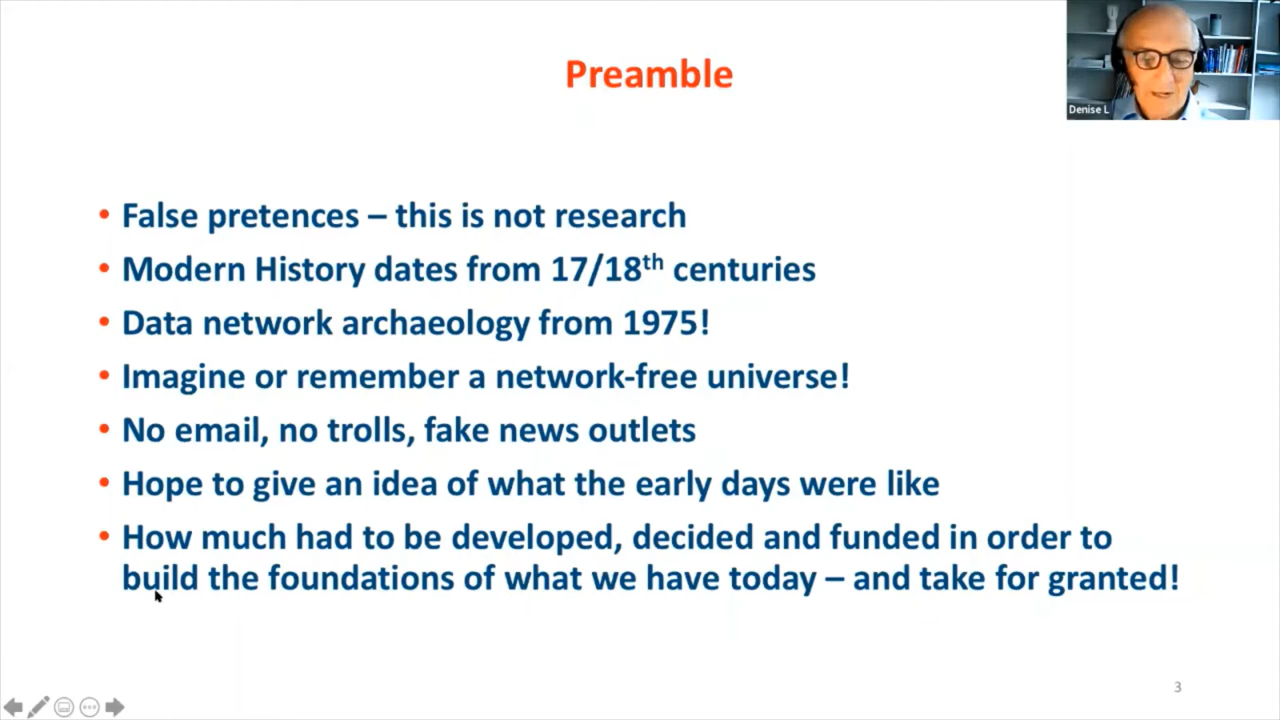 Preamble
Denise L
• False pretences – this is not research
• Modern History dates from 17/18th centuries
• Data network archaeology from 1975!
• Imagine or remember a network-free universe!
• No email, no trolls, fake news outlets
• Hope to give an idea of what the early days were like
• How much had to be developed, decided and funded in order to
build the foundations of what we have today – and take for granted!
3